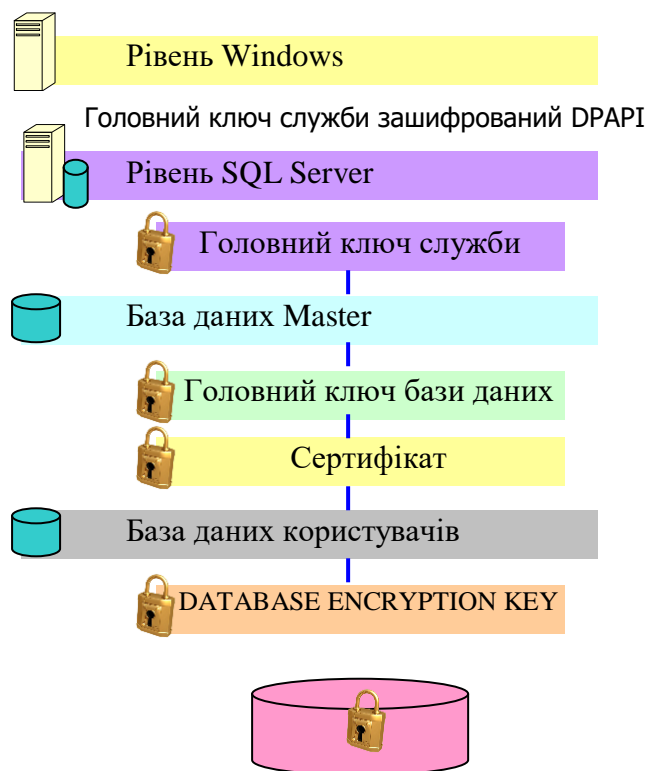 Рівень Windows
Головний ключ служби зашифрований DPAPI
Рівень SQL Server
Головний ключ служби
База даних Master
Головний ключ бази даних
Сертифікат
База даних користувачів
DATABASE ENCRYPTION KEY